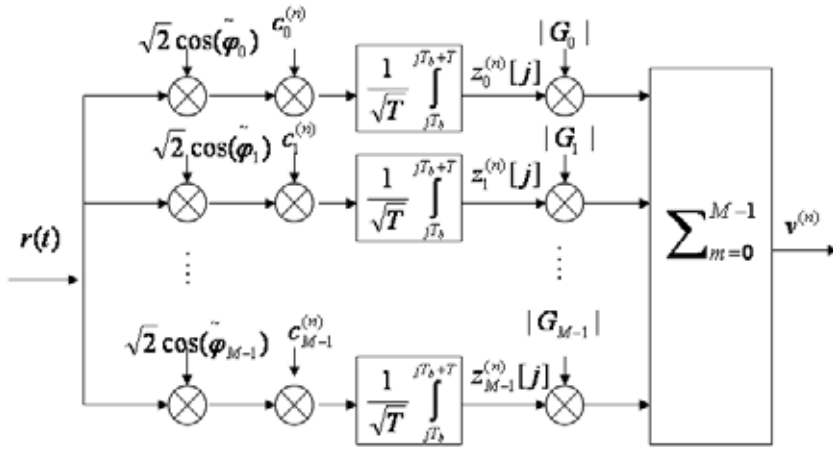 √2 cos(φ̃₀) c₀⁽ⁿ⁾ |G₀|
1/√T ∫_{jT_b}^{jT_b+T} z₀⁽ⁿ⁾[j]
√2 cos(φ̃₁) c₁⁽ⁿ⁾ |G₁|
1/√T ∫_{jT_b}^{jT_b+T} z₁⁽ⁿ⁾[j]
r(t)
∑_{m=0}^{M−1} v⁽ⁿ⁾
⋮ ⋮
√2 cos(φ̃_{M−1}) c_{M−1}⁽ⁿ⁾ |G_{M−1}|
1/√T ∫_{jT_b}^{jT_b+T} z_{M−1}⁽ⁿ⁾[j]